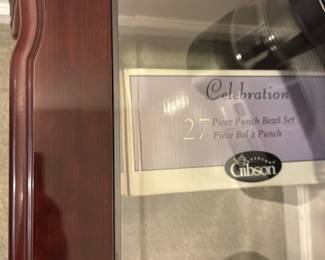 Celebration
27 Piece Punch Bowl Set
Pièce Bol à Punch
Gibson